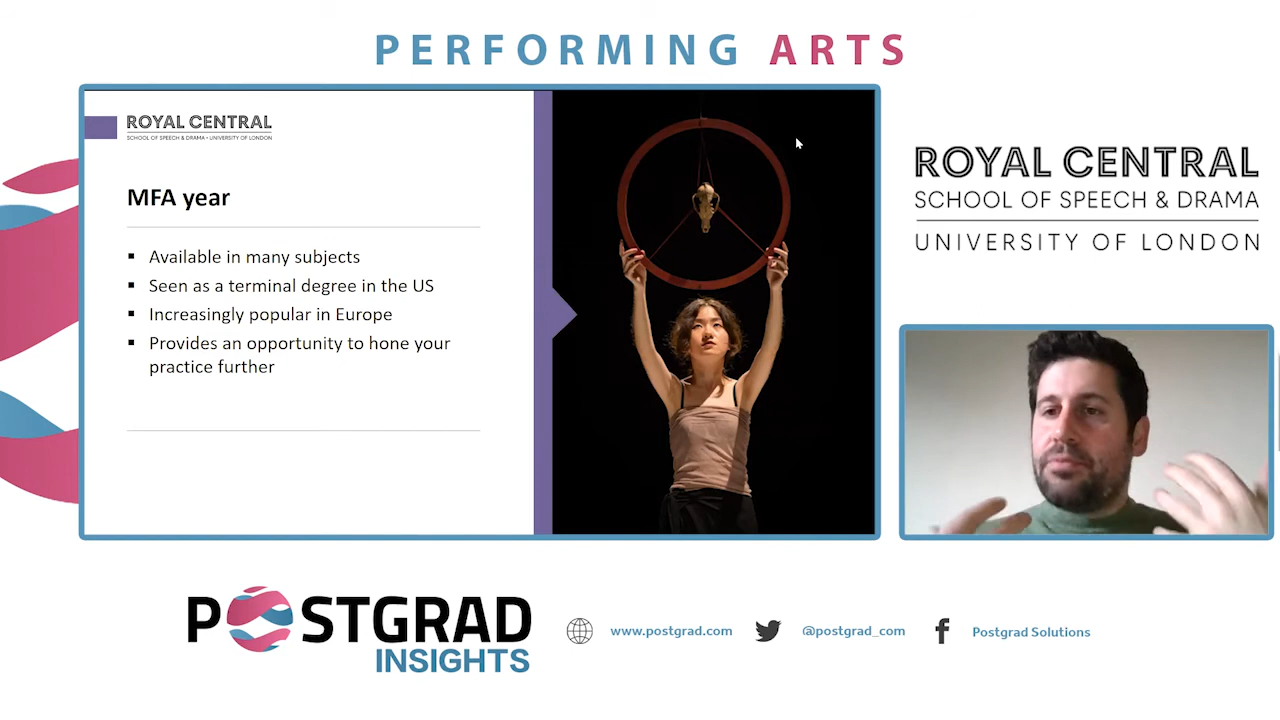 PERFORMING ARTS
ROYAL CENTRAL
SCHOOL OF SPEECH & DRAMA • UNIVERSITY OF LONDON
MFA year
Available in many subjects
Seen as a terminal degree in the US
Increasingly popular in Europe
Provides an opportunity to hone your
practice further
ROYAL CENTRAL
SCHOOL OF SPEECH & DRAMA
UNIVERSITY OF LONDON
POSTGRAD
INSIGHTS
www.postgrad.com
@postgrad_com
Postgrad Solutions